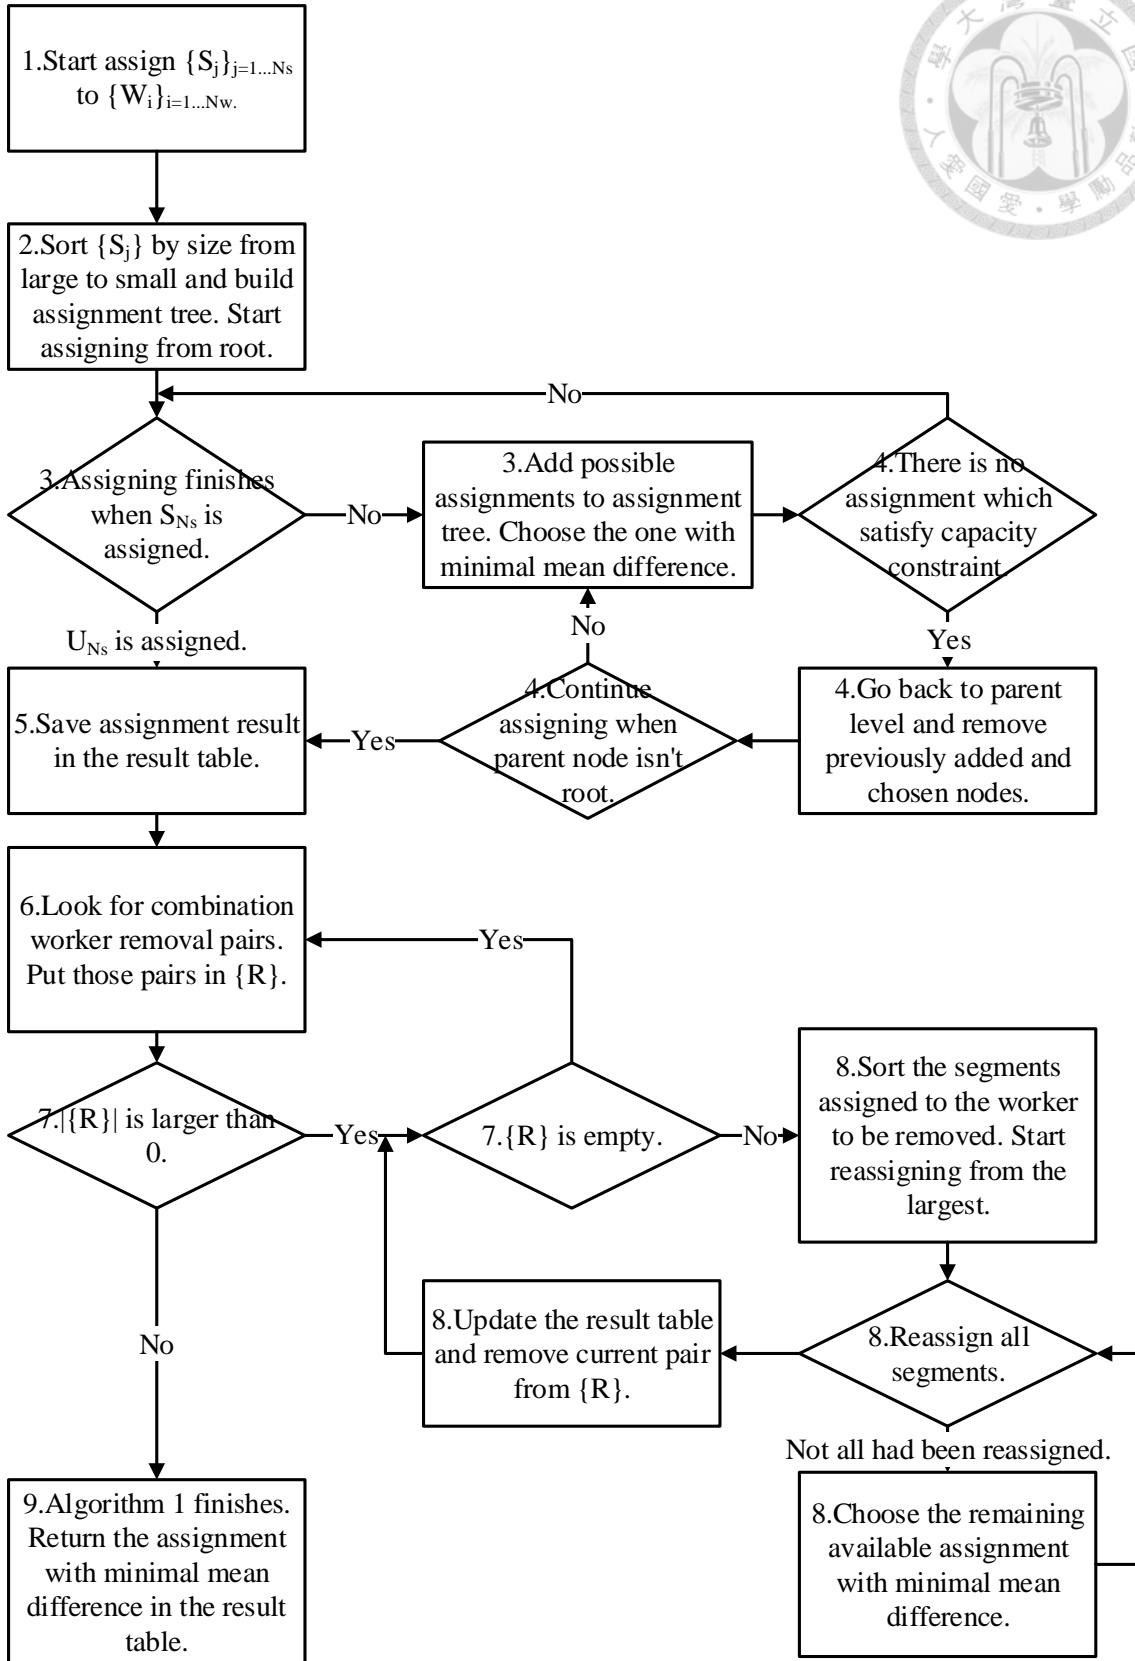 1.Start assign {Sj}j=1...Ns
to {Wi}i=1...Nw.
2.Sort {Sj} by size from
large to small and build
assignment tree. Start
assigning from root.
No
3.Assigning finishes
when SNs is
assigned.
No
3.Add possible
assignments to assignment
tree. Choose the one with
minimal mean difference.
4.There is no
assignment which
satisfy capacity
constraint.
UNs is assigned.
No
Yes
5.Save assignment result
in the result table.
Yes
4.Continue
assigning when
parent node isn't
root.
4.Go back to parent
level and remove
previously added and
chosen nodes.
6.Look for combination
worker removal pairs.
Put those pairs in {R}.
Yes
7.|{R}| is larger than
0.
Yes
7.{R} is empty.
No
8.Sort the segments
assigned to the worker
to be removed. Start
reassigning from the
largest.
No
8.Update the result table
and remove current pair
from {R}.
8.Reassign all
segments.
Not all had been reassigned.
9.Algorithm 1 finishes.
Return the assignment
with minimal mean
difference in the result
table.
8.Choose the remaining
available assignment
with minimal mean
difference.